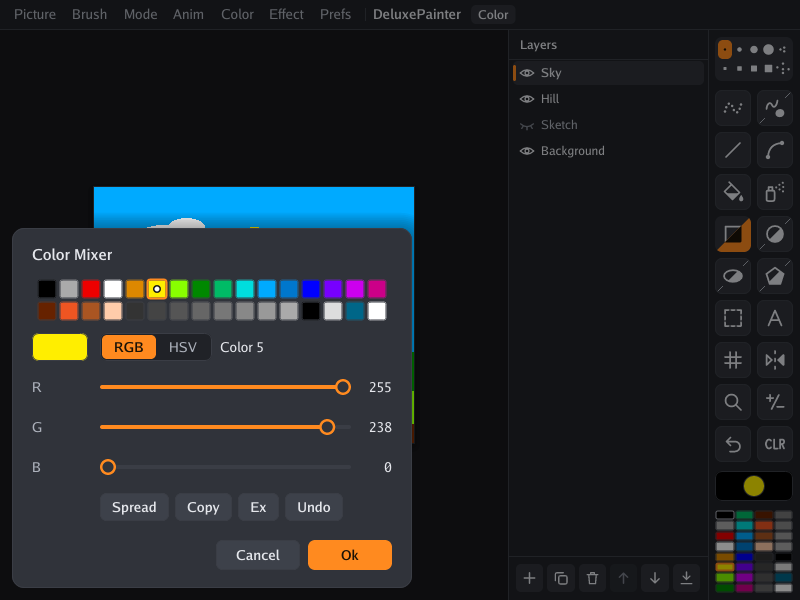 Picture Brush Mode Anim Color Effect Prefs DeluxePainter Color
Layers
Sky
Hill
Sketch
Background
Color Mixer
RGB HSV Color 5
R 255
G 238
B 0
Spread Copy Ex Undo
Cancel Ok
A
+/-
CLR